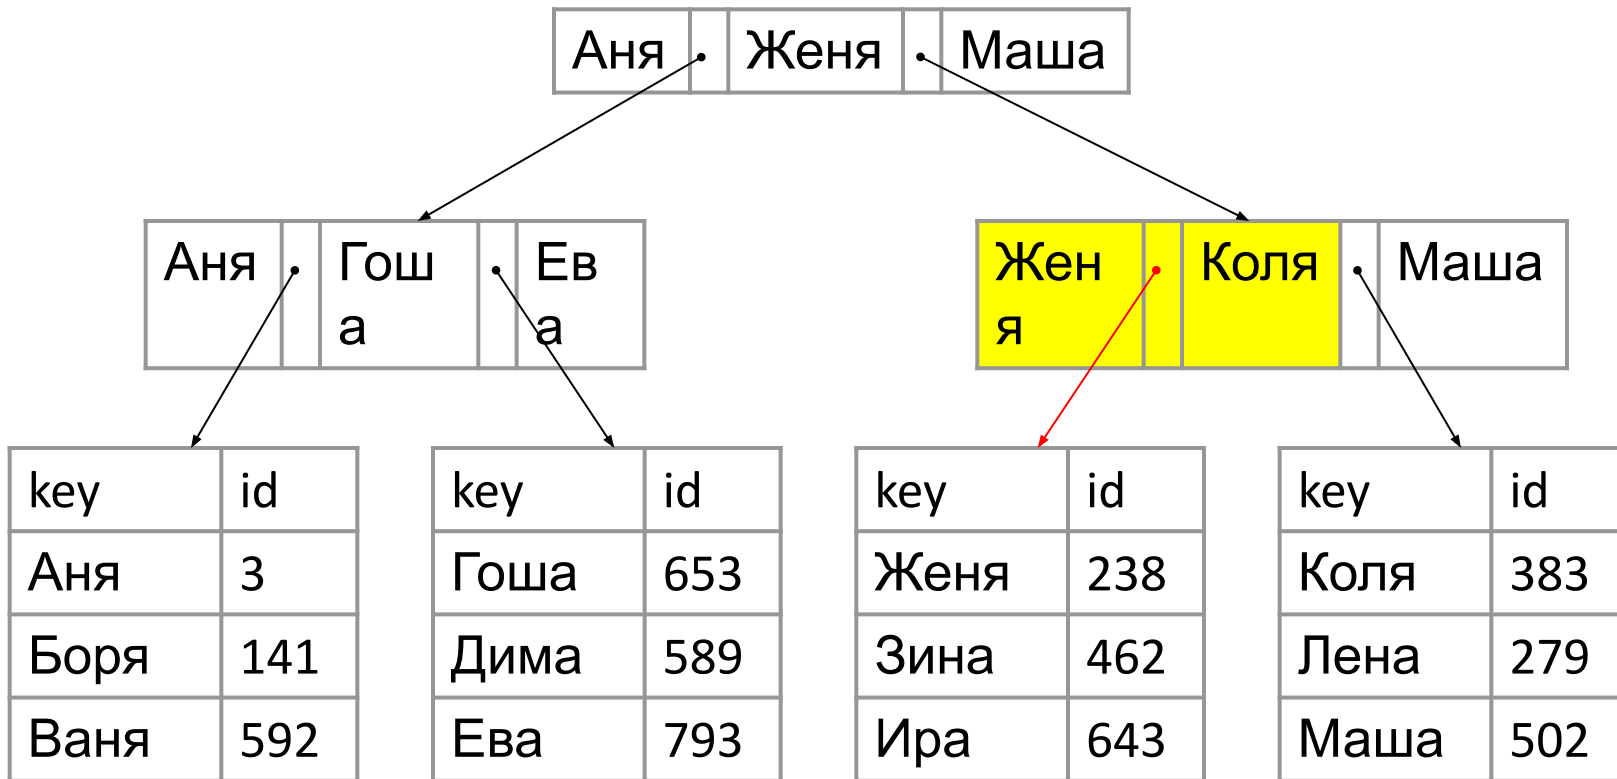 Аня Женя Маша
Аня Гош Ев
а а
Жен Коля Маша
я
key id
Аня 3
Боря 141
Ваня 592
key id
Гоша 653
Дима 589
Ева 793
key id
Женя 238
Зина 462
Ира 643
key id
Коля 383
Лена 279
Маша 502